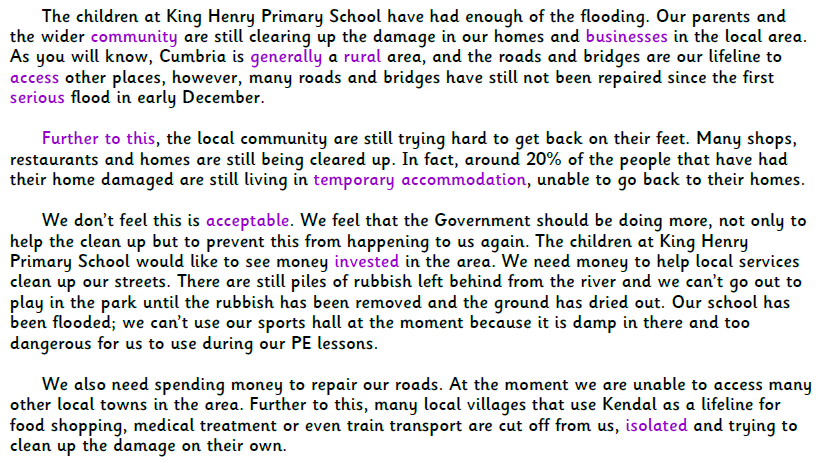 The children at King Henry Primary School have had enough of the flooding. Our parents and
the wider community are still clearing up the damage in our homes and businesses in the local area.
As you will know, Cumbria is generally a rural area, and the roads and bridges are our lifeline to
access other places, however, many roads and bridges have still not been repaired since the first
serious flood in early December.

Further to this, the local community are still trying hard to get back on their feet. Many shops,
restaurants and homes are still being cleared up. In fact, around 20% of the people that have had
their home damaged are still living in temporary accommodation, unable to go back to their homes.

We don't feel this is acceptable. We feel that the Government should be doing more, not only to
help the clean up but to prevent this from happening to us again. The children at King Henry
Primary School would like to see money invested in the area. We need money to help local services
clean up our streets. There are still piles of rubbish left behind from the river and we can't go out to
play in the park until the rubbish has been removed and the ground has dried out. Our school has
been flooded; we can't use our sports hall at the moment because it is damp in there and too
dangerous for us to use during our PE lessons.

We also need spending money to repair our roads. At the moment we are unable to access many
other local towns in the area. Further to this, many local villages that use Kendal as a lifeline for
food shopping, medical treatment or even train transport are cut off from us, isolated and trying to
clean up the damage on their own.